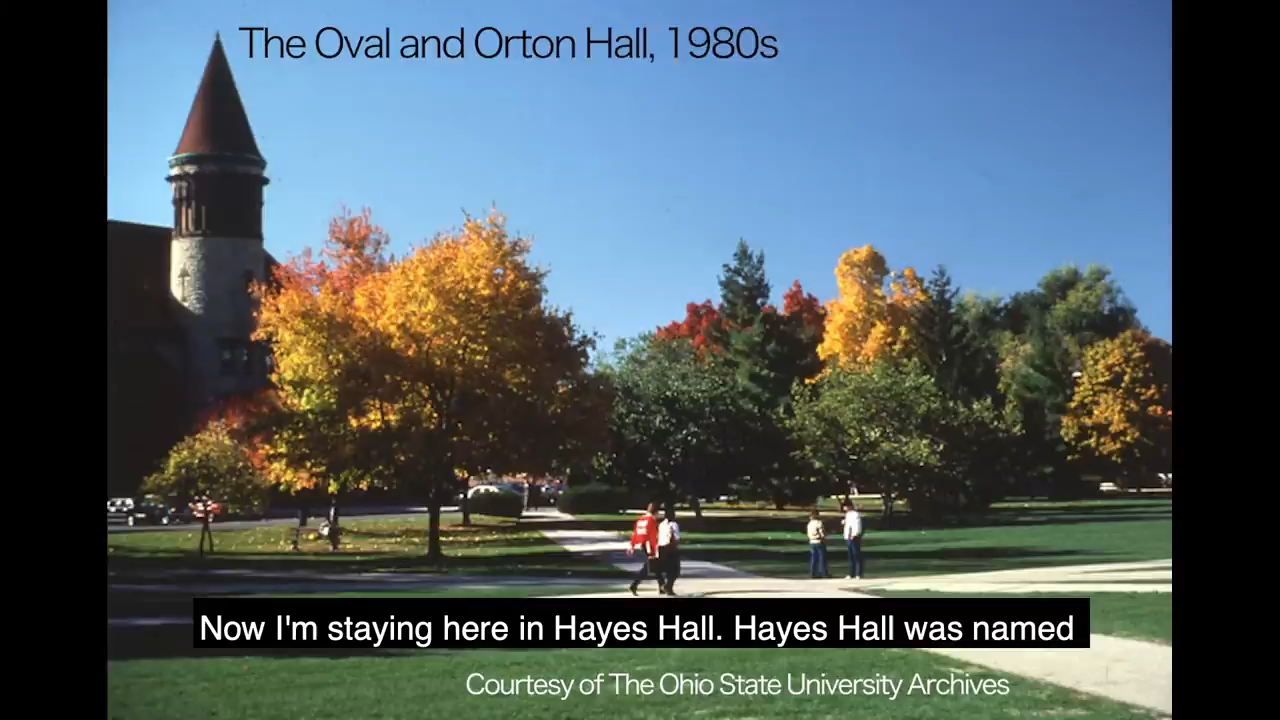 The Oval and Orton Hall, 1980s
Now I'm staying here in Hayes Hall. Hayes Hall was named
Courtesy of The Ohio State University Archives